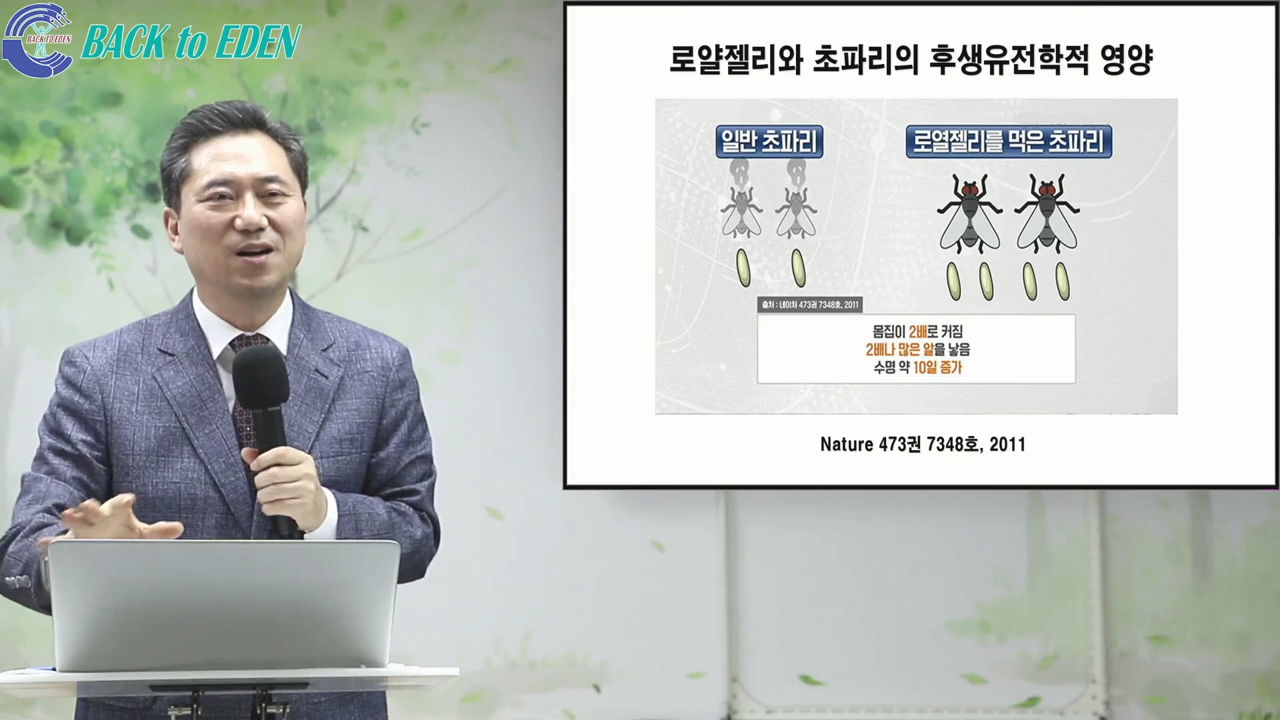 BACK TO EDEN
BACK to EDEN
로얄젤리와 초파리의 후생유전학적 영양
일반 초파리
로열젤리를 먹은 초파리
출처 : 네이처 473권 7348호, 2011
몸집이 2배로 커짐
2배나 많은 알을 낳음
수명 약 10일 증가
Nature 473권 7348호, 2011